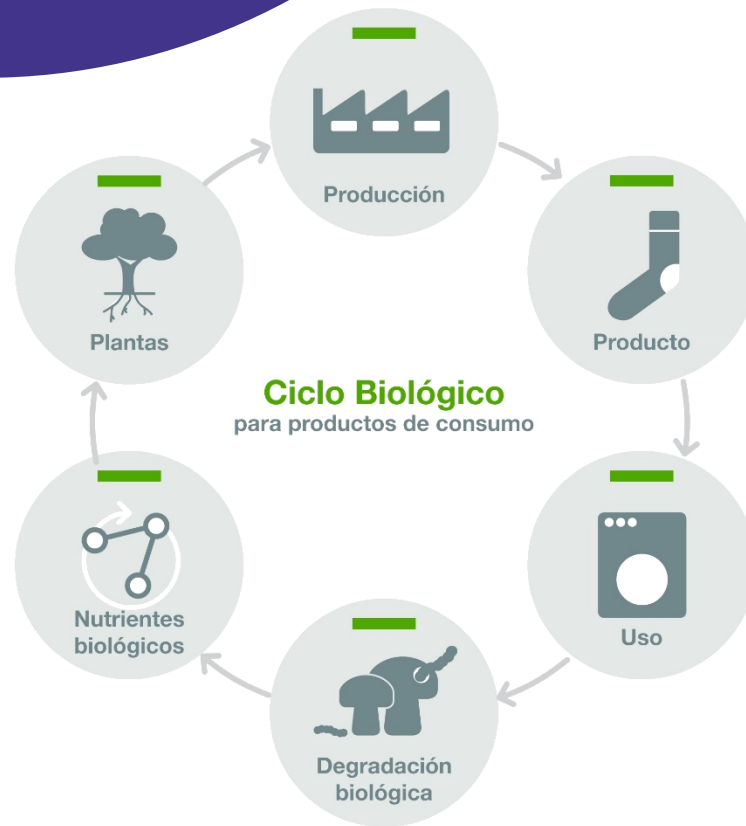 Producción
Plantas
Producto
Ciclo Biológico
para productos de consumo
Nutrientes
biológicos
Uso
Degradación
biológica